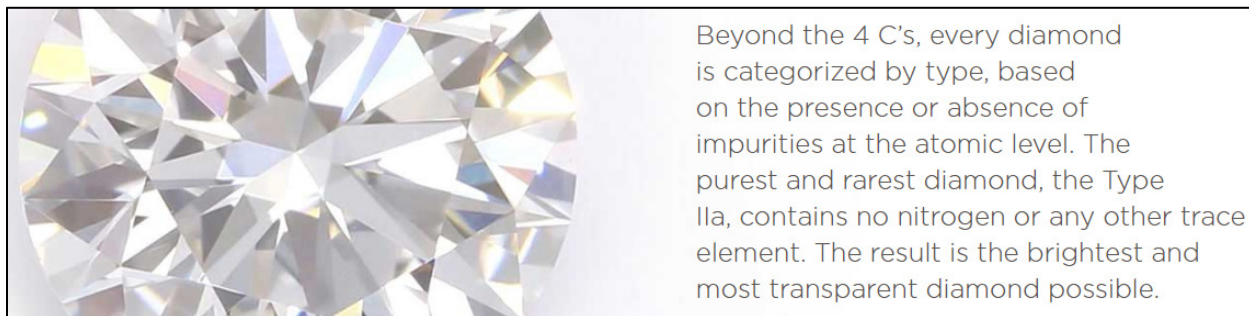 Beyond the 4 C’s, every diamond
is categorized by type, based
on the presence or absence of
impurities at the atomic level. The
purest and rarest diamond, the Type
IIa, contains no nitrogen or any other trace
element. The result is the brightest and
most transparent diamond possible.